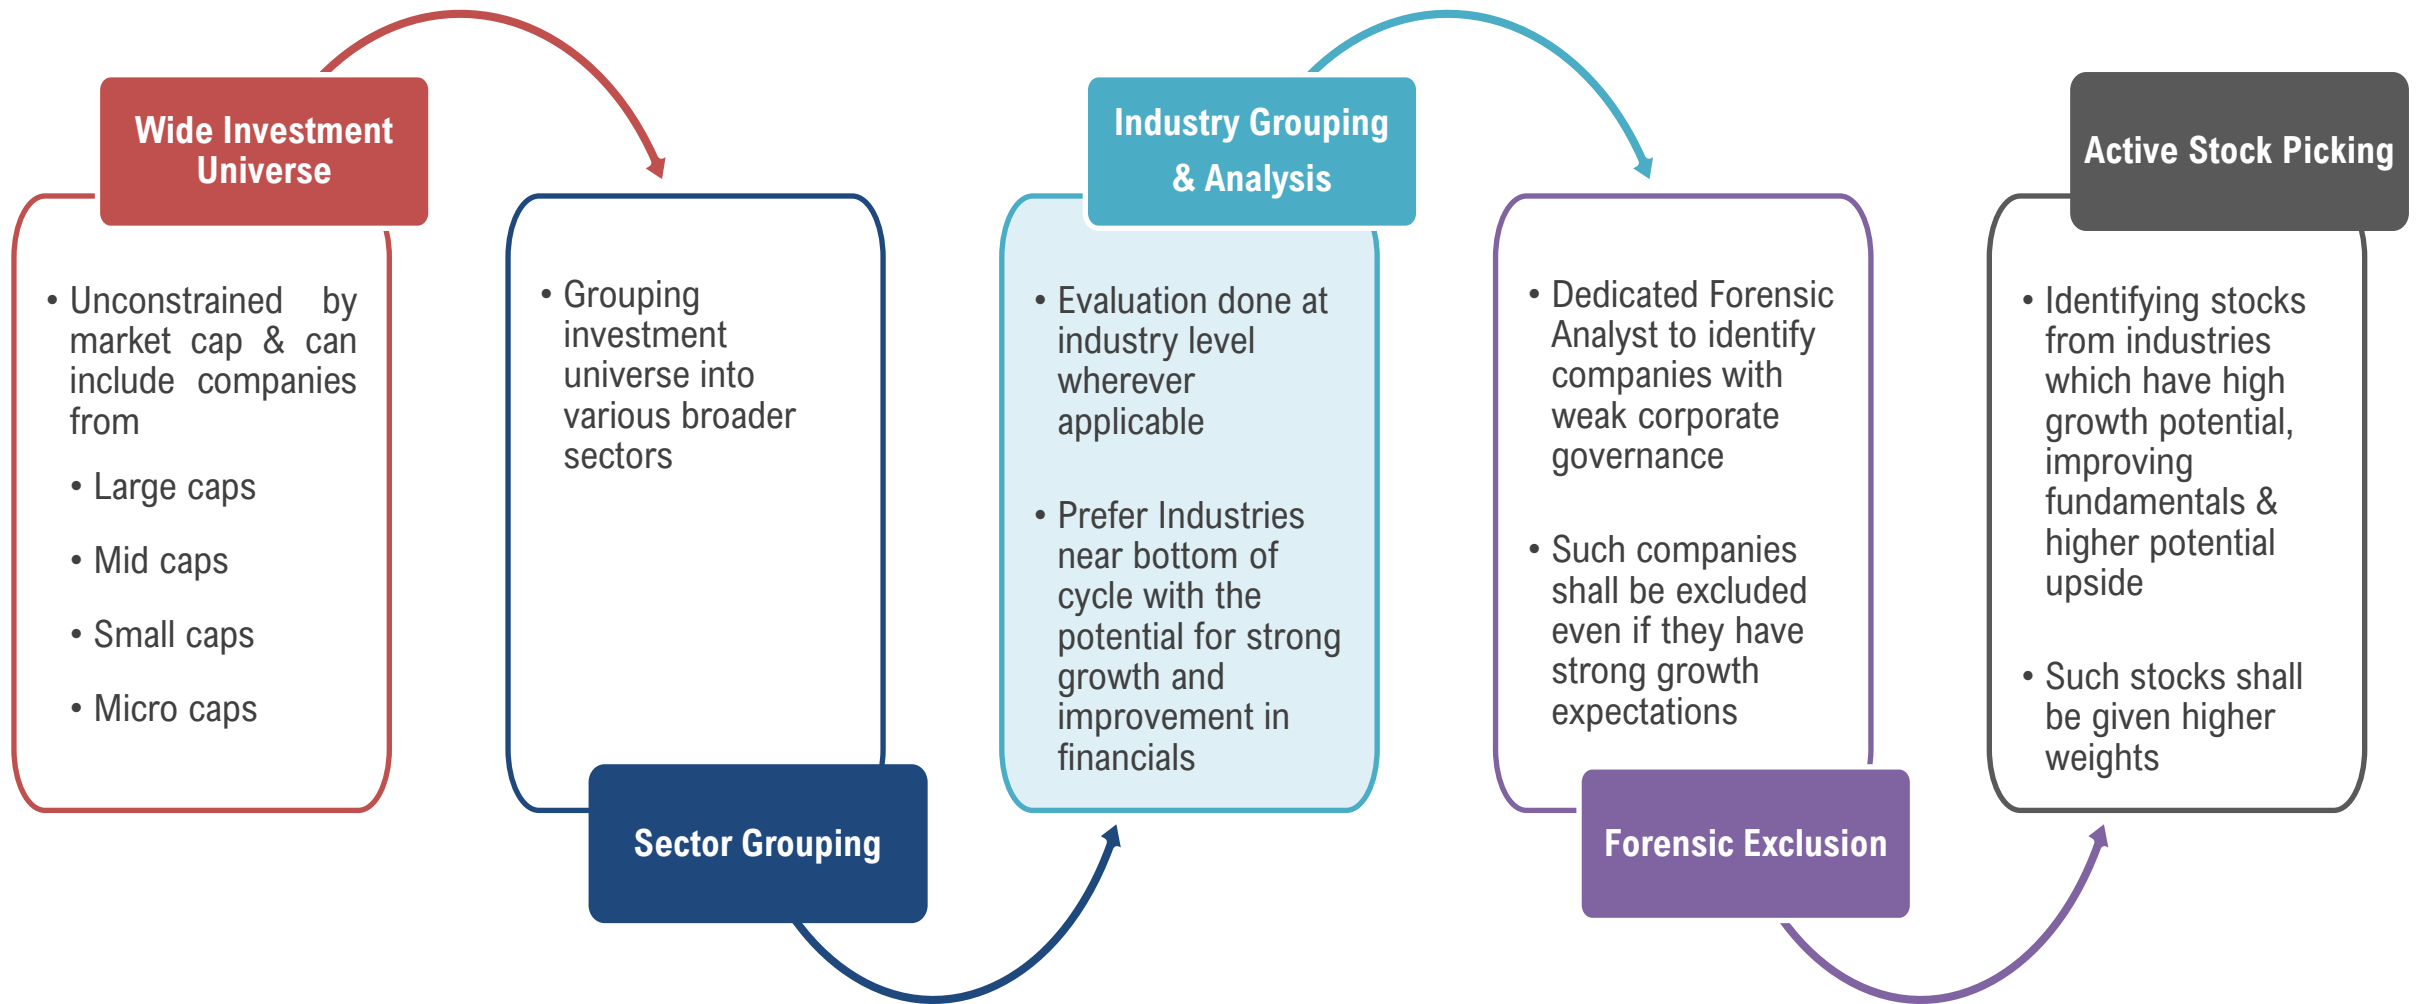 Wide Investment
Universe
• Unconstrained by
market cap & can
include companies
from
• Large caps
• Mid caps
• Small caps
• Micro caps
• Grouping
investment
universe into
various broader
sectors
Sector Grouping
Industry Grouping
& Analysis
• Evaluation done at
industry level
wherever
applicable
• Prefer Industries
near bottom of
cycle with the
potential for strong
growth and
improvement in
financials
• Dedicated Forensic
Analyst to identify
companies with
weak corporate
governance
• Such companies
shall be excluded
even if they have
strong growth
expectations
Forensic Exclusion
Active Stock Picking
• Identifying stocks
from industries
which have high
growth potential,
improving
fundamentals &
higher potential
upside
• Such stocks shall
be given higher
weights